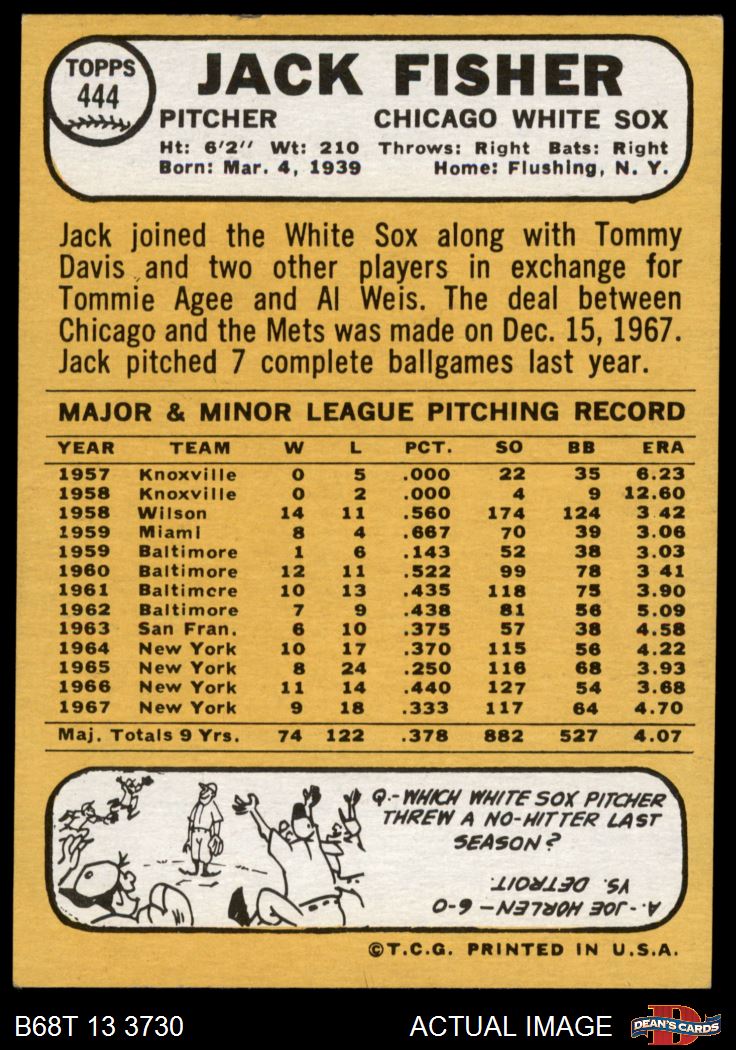 TOPPS
444
JACK FISHER
PITCHER CHICAGO WHITE SOX
Ht: 6'2'' Wt: 210 Throws: Right Bats: Right
Born: Mar. 4, 1939 Home: Flushing, N. Y.
Jack joined the White Sox along with Tommy
Davis and two other players in exchange for
Tommie Agee and Al Weis. The deal between
Chicago and the Mets was made on Dec. 15, 1967.
Jack pitched 7 complete ballgames last year.
MAJOR & MINOR LEAGUE PITCHING RECORD
YEAR TEAM W L PCT. SO BB ERA
1957 Knoxville 0 5 .000 22 35 6.23
1958 Knoxville 0 2 .000 4 9 12.60
1958 Wilson 14 11 .560 174 124 3.42
1959 Miami 8 4 .667 70 39 3.06
1959 Baltimore 1 6 .143 52 38 3.03
1960 Baltimore 12 11 .522 99 78 3 41
1961 Baltimore 10 13 .435 118 75 3.90
1962 Baltimore 7 9 .438 81 56 5.09
1963 San Fran. 6 10 .375 57 38 4.58
1964 New York 10 17 .370 115 56 4.22
1965 New York 8 24 .250 116 68 3.93
1966 New York 11 14 .440 127 54 3.68
1967 New York 9 18 .333 117 64 4.70
Maj. Totals 9 Yrs. 74 122 .378 882 527 4.07
Q.-WHICH WHITE SOX PITCHER
THREW A NO-HITTER LAST
SEASON?
A.-JOE HORLEN-6-0
VS. DETROIT.
©T.C.G. PRINTED IN U.S.A.
B68T 13 3730 ACTUAL IMAGE DEAN'S CARDS